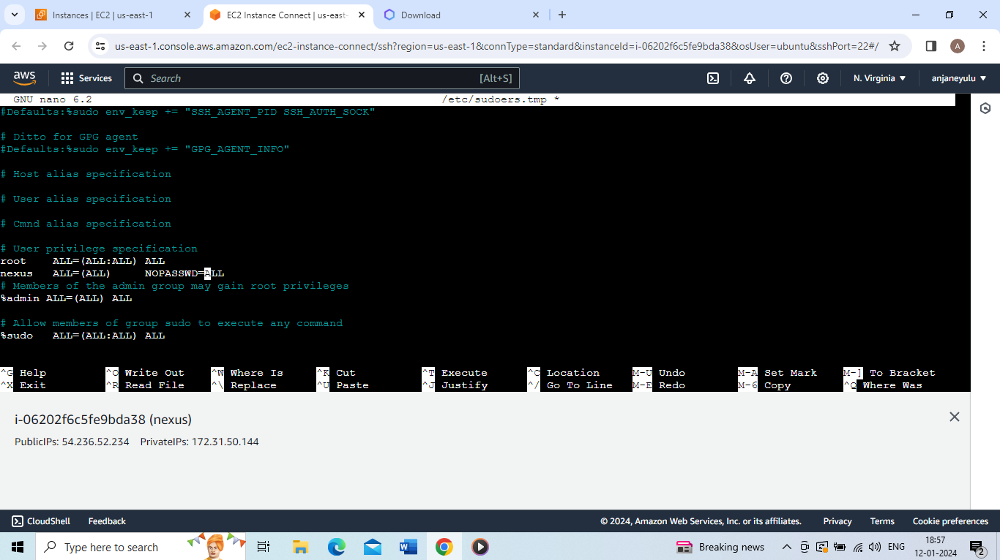 Instances | EC2 | us-east-1
EC2 Instance Connect | us-east-
Download
us-east-1.console.aws.amazon.com/ec2-instance-connect/ssh?region=us-east-1&connType=standard&instanceId=i-06202f6c5fe9bda38&osUser=ubuntu&sshPort=22#/
A
aws
Services
Search
[Alt+S]
N. Virginia
anjaneyulu
GNU nano 6.2 /etc/sudoers.tmp *
#Defaults:%sudo env_keep += "SSH_AGENT_PID SSH_AUTH_SOCK"
# Ditto for GPG agent
#Defaults:%sudo env_keep += "GPG_AGENT_INFO"
# Host alias specification
# User alias specification
# Cmnd alias specification
# User privilege specification
root ALL=(ALL:ALL) ALL
nexus ALL=(ALL) NOPASSWD=ALL
# Members of the admin group may gain root privileges
%admin ALL=(ALL) ALL
# Allow members of group sudo to execute any command
%sudo ALL=(ALL:ALL) ALL
^G Help ^O Write Out ^W Where Is ^K Cut ^T Execute ^C Location M-U Undo M-A Set Mark M-] To Bracket
^X Exit ^R Read File ^\ Replace ^U Paste ^J Justify ^/ Go To Line M-E Redo M-6 Copy ^Q Where Was
i-06202f6c5fe9bda38 (nexus)
PublicIPs: 54.236.52.234 PrivateIPs: 172.31.50.144
CloudShell
Feedback
© 2024, Amazon Web Services, Inc. or its affiliates.
Privacy
Terms
Cookie preferences
Type here to search
Breaking news
ENG
18:57
12-01-2024
2